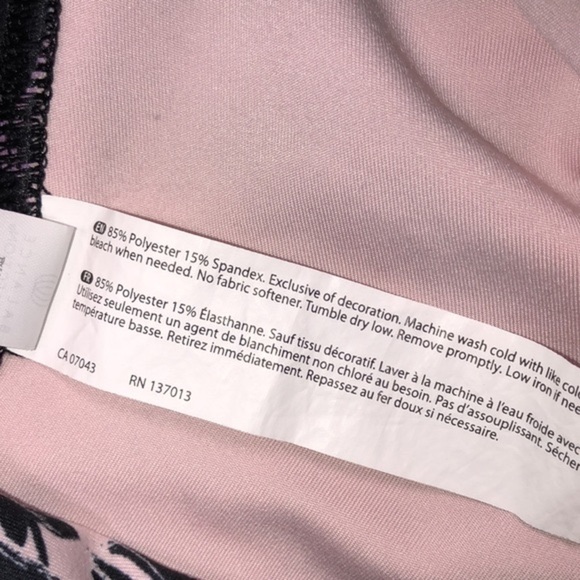 EN 85% Polyester 15% Spandex. Exclusive of decoration. Machine wash cold with like
bleach when needed. No fabric softener. Tumble dry low. Remove promptly. Low iron if
FR 85% Polyester 15% Élasthanne. Sauf tissu décoratif. Laver à la machine à l'eau froide avec
Utilisez seulement un agent de blanchiment non chloré au besoin. Pas d'assouplissant.
température basse. Retirez immédiatement. Repassez au fer doux si nécessaire.
CA 07043 RN 137013